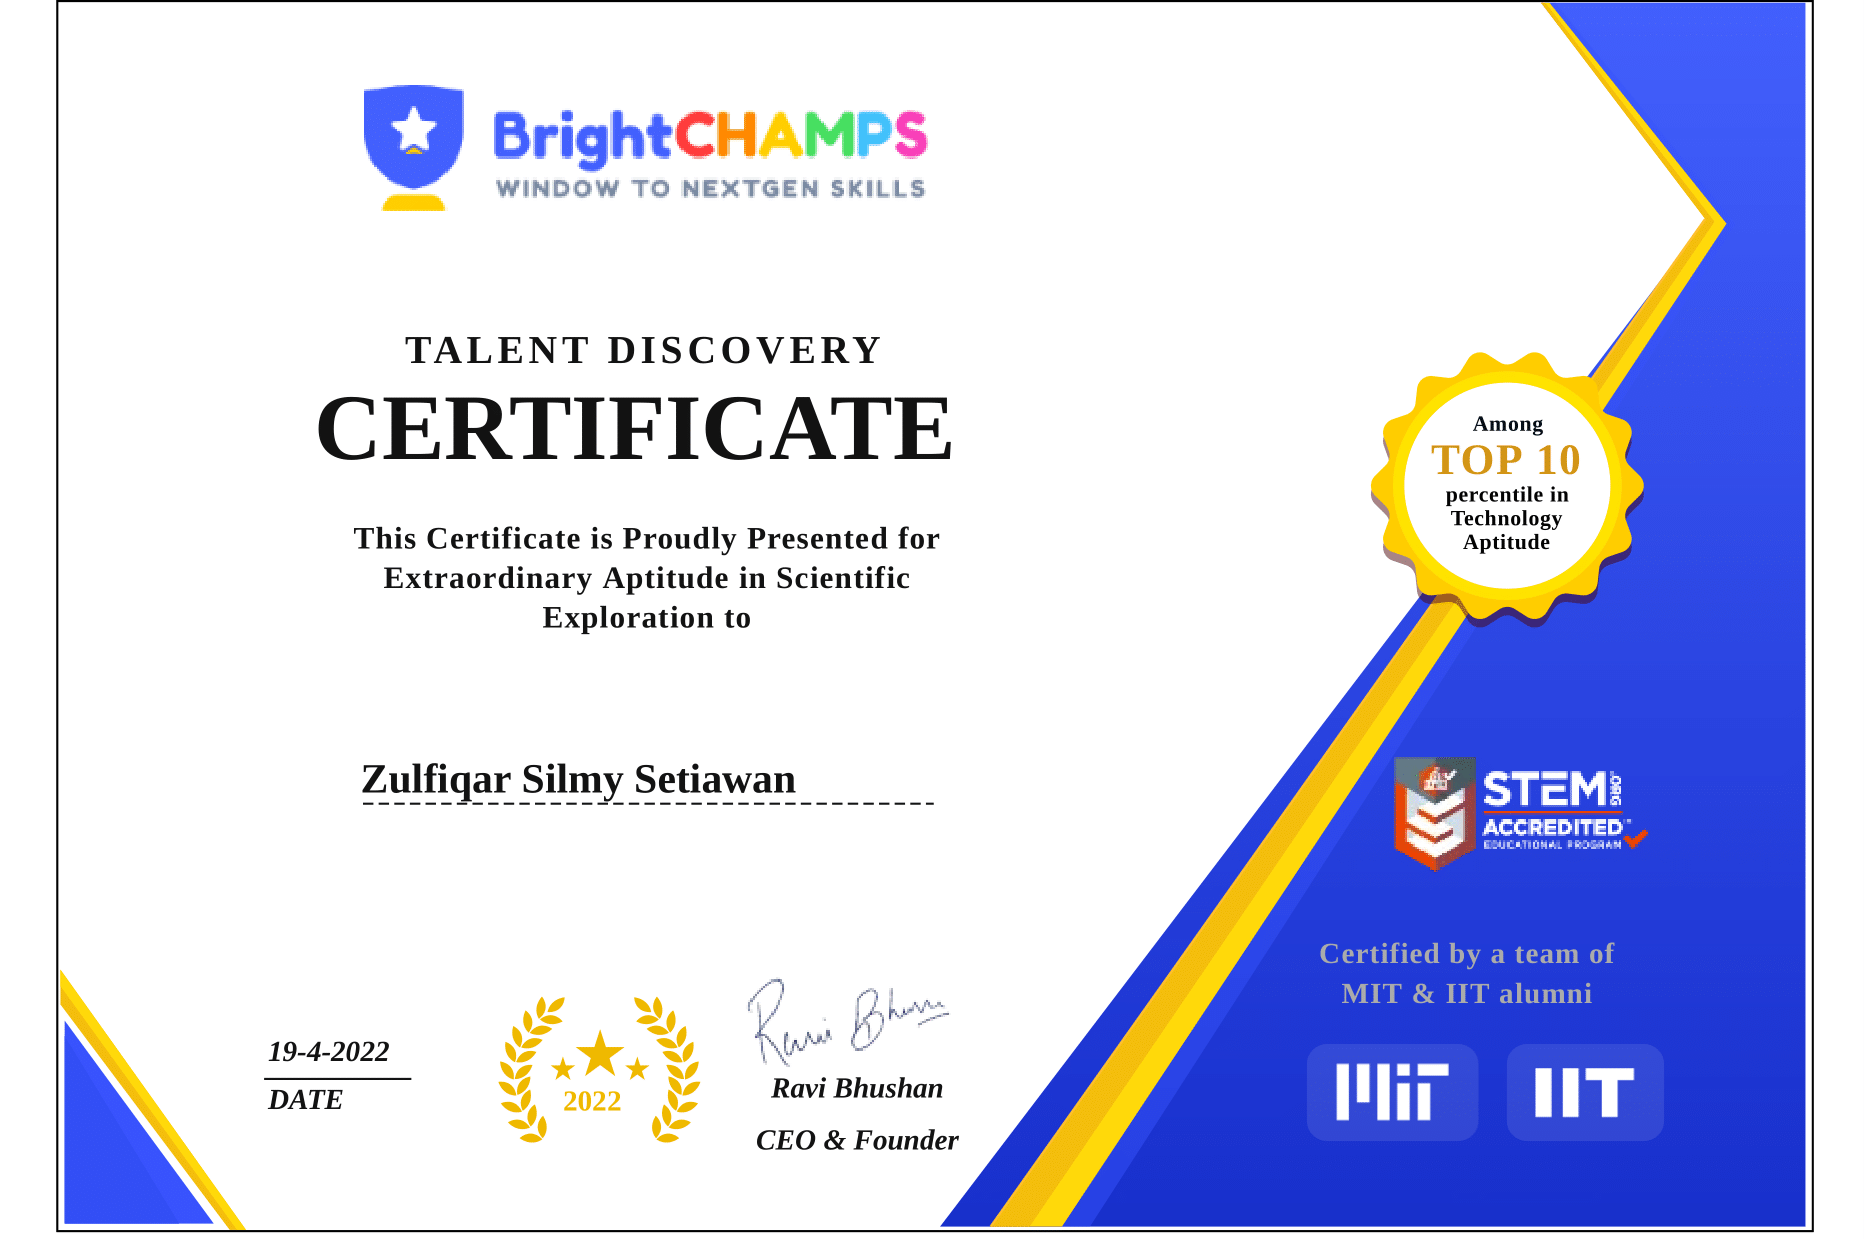 BrightCHAMPS
WINDOW TO NEXTGEN SKILLS
TALENT DISCOVERY
CERTIFICATE
This Certificate is Proudly Presented for
Extraordinary Aptitude in Scientific
Exploration to
Zulfiqar Silmy Setiawan
19-4-2022
DATE
2022
Ravi Bhushan
Ravi Bhushan
CEO & Founder
Among
TOP 10
percentile in
Technology
Aptitude
STEM.ORG
ACCREDITED™
EDUCATIONAL PROGRAM
Certified by a team of
MIT & IIT alumni
MIT
IIT